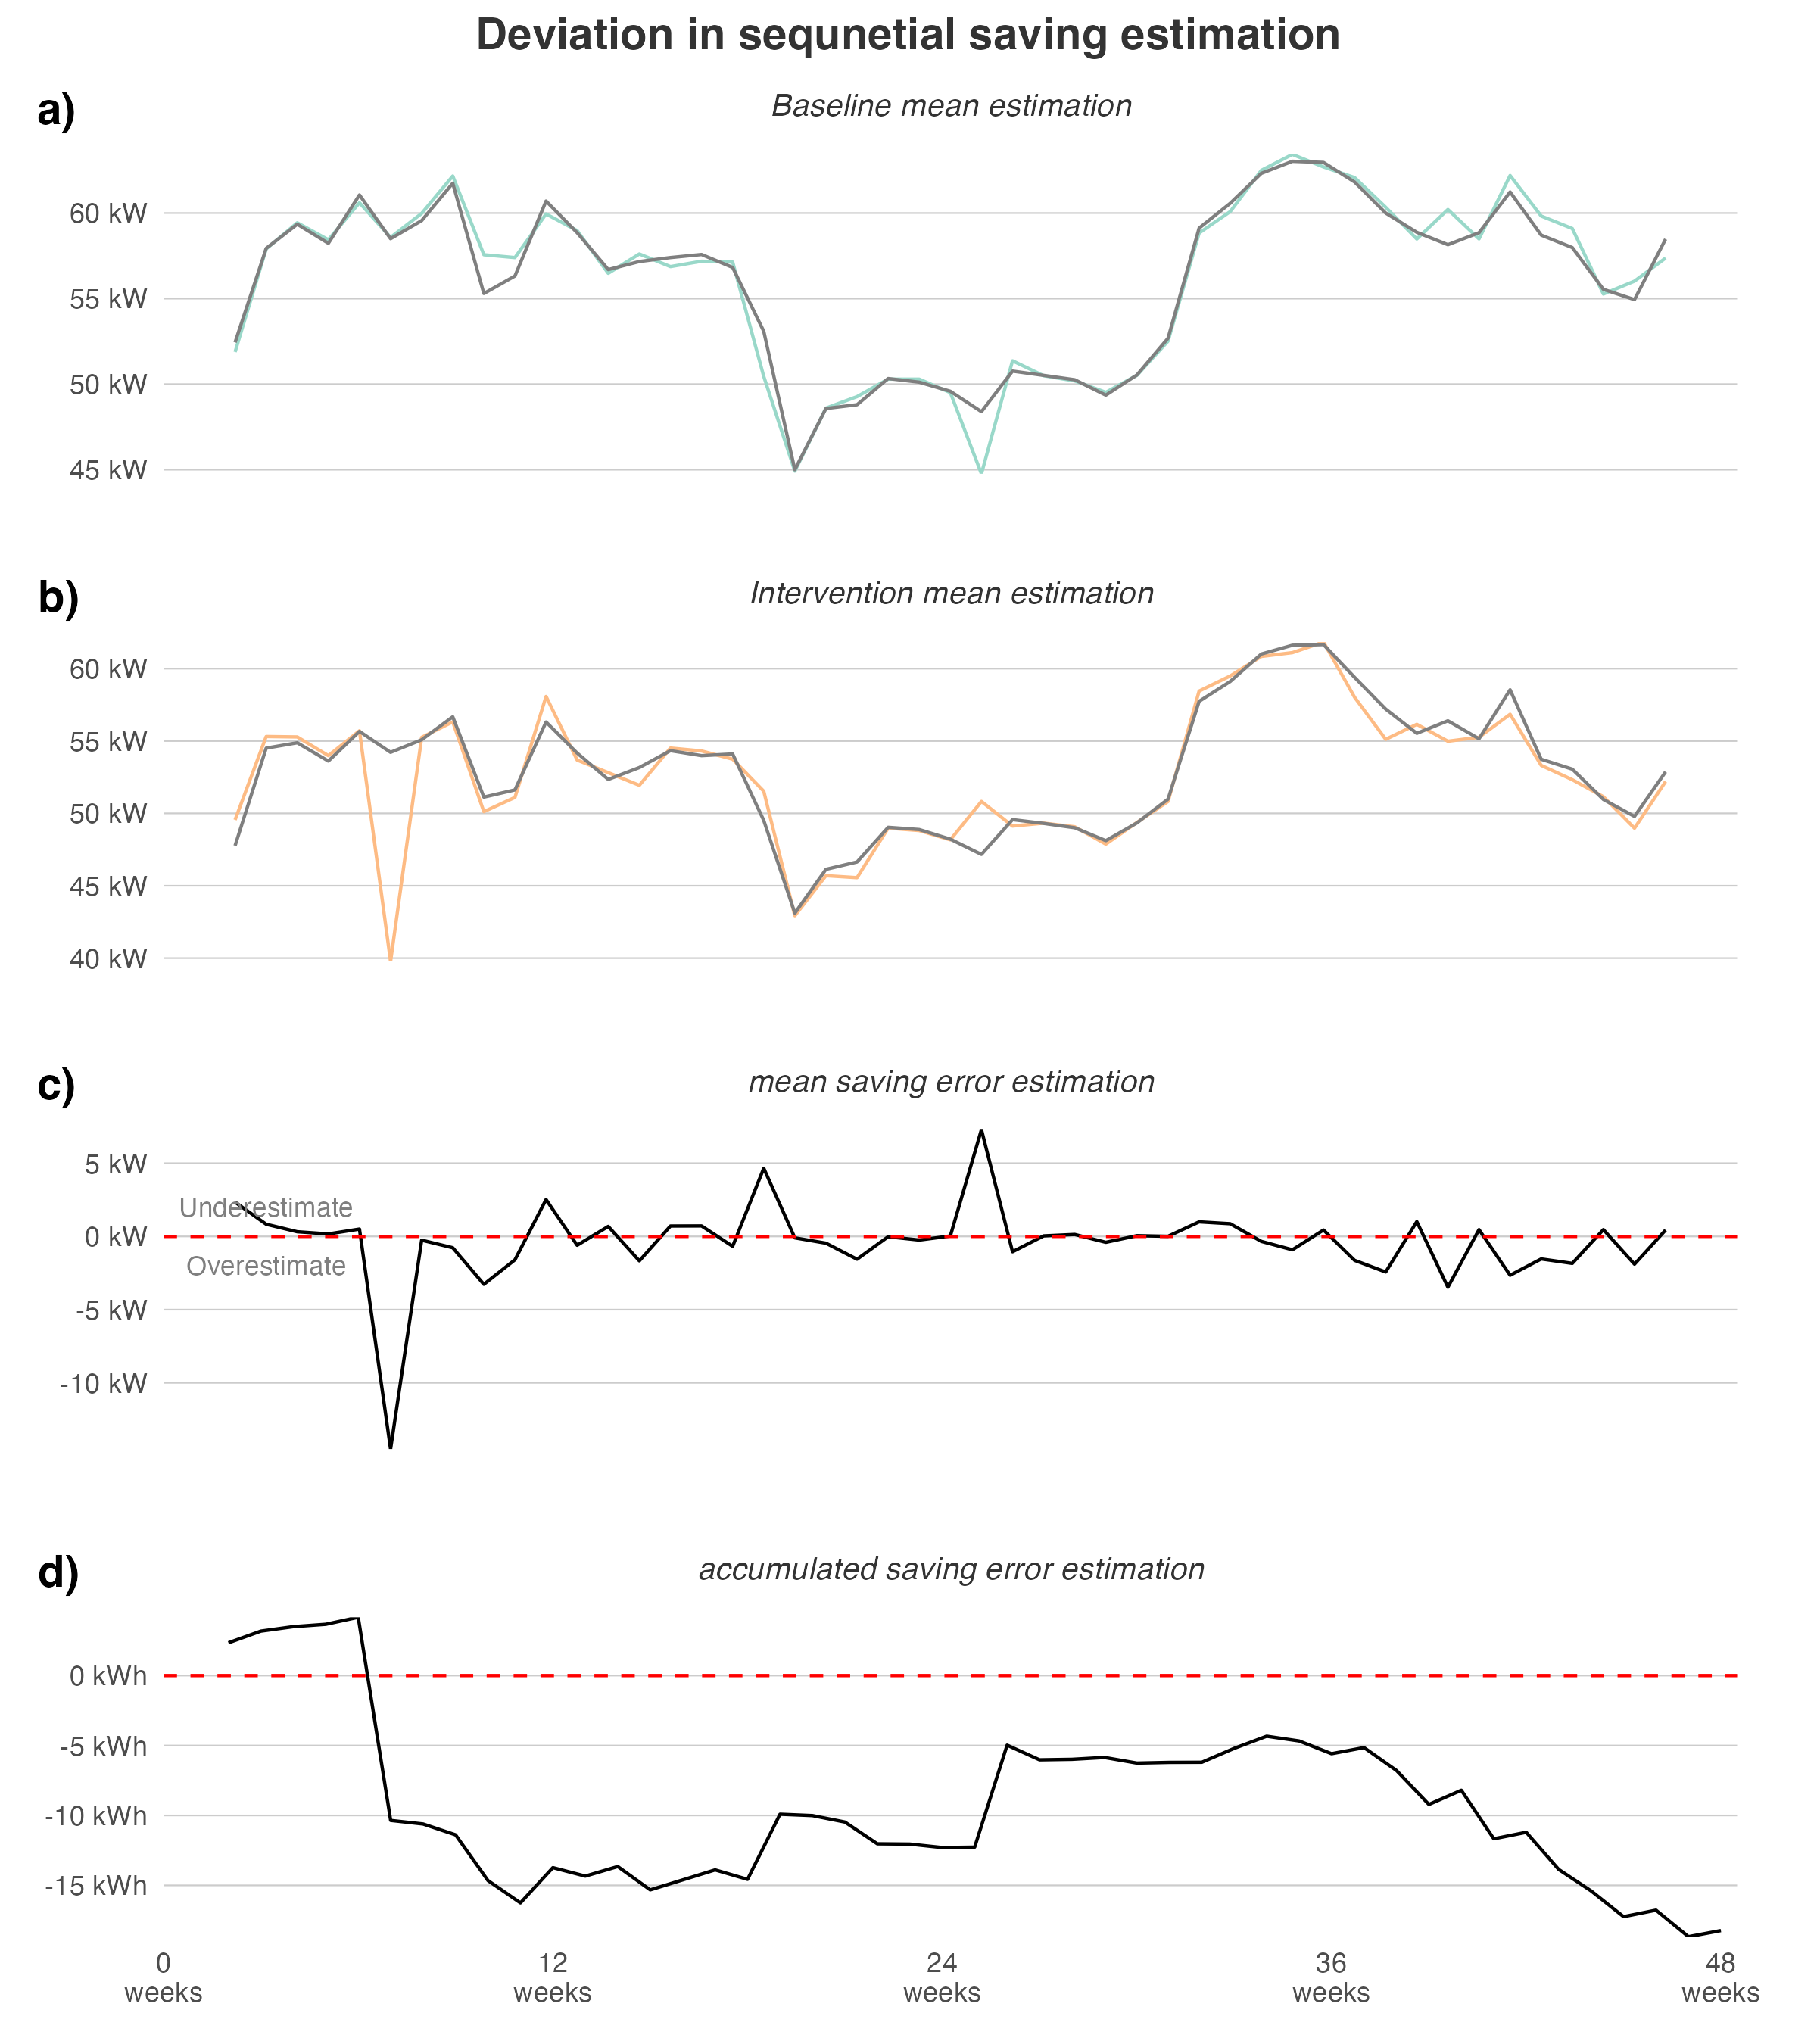 Deviation in sequnetial saving estimation
a)
Baseline mean estimation
60 kW
55 kW
50 kW
45 kW
b)
Intervention mean estimation
60 kW
55 kW
50 kW
45 kW
40 kW
c)
mean saving error estimation
5 kW
Underestimate
0 kW
Overestimate
-5 kW
-10 kW
d)
accumulated saving error estimation
0 kWh
-5 kWh
-10 kWh
-15 kWh
0 12 24 36 48
weeks weeks weeks weeks weeks